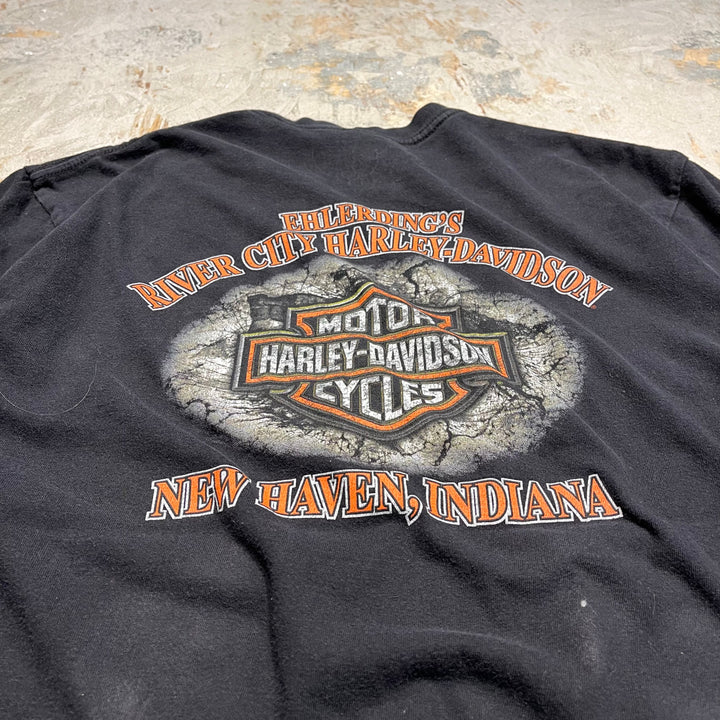 EHLERDING'S
RIVER CITY HARLEY-DAVIDSON
MOTOR
HARLEY-DAVIDSON
CYCLES
NEW HAVEN, INDIANA